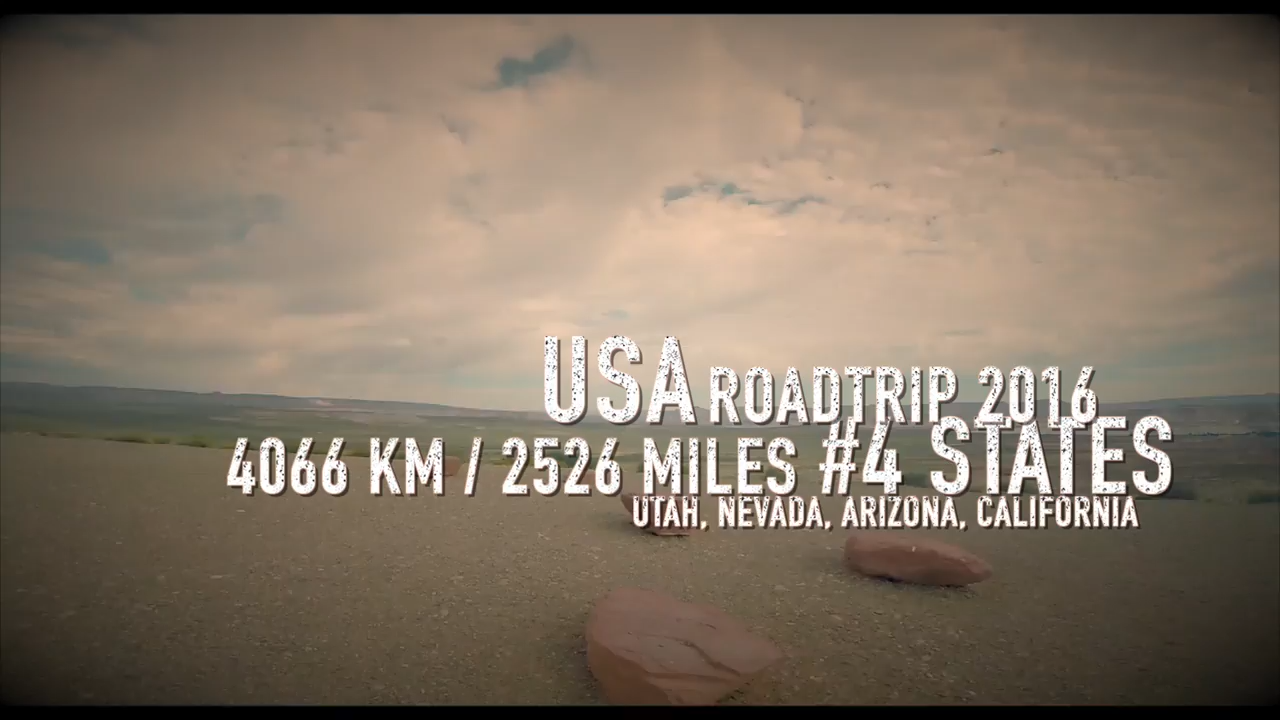 USA ROADTRIP 2016
4066 KM / 2526 MILES #4 STATES
UTAH, NEVADA, ARIZONA, CALIFORNIA